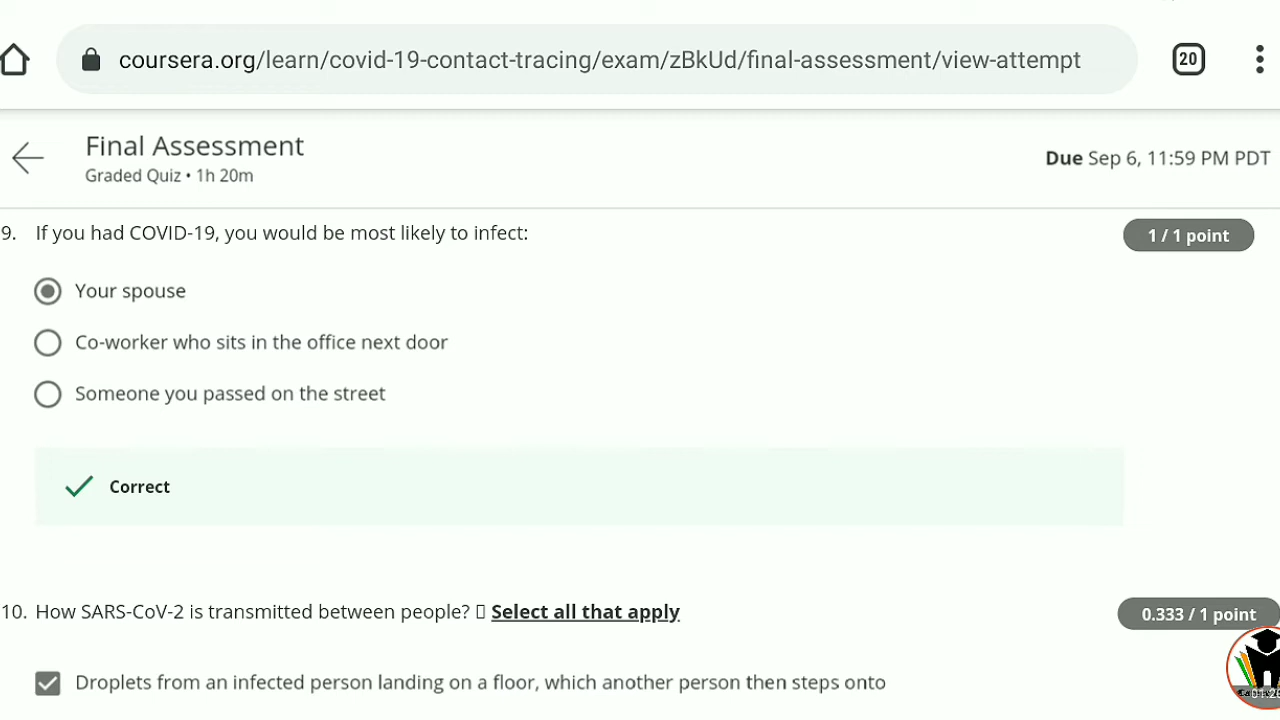 coursera.org/learn/covid-19-contact-tracing/exam/zBkUd/final-assessment/view-attempt
20
Final Assessment
Graded Quiz • 1h 20m
Due Sep 6, 11:59 PM PDT
9. If you had COVID-19, you would be most likely to infect:
1 / 1 point
Your spouse
Co-worker who sits in the office next door
Someone you passed on the street
Correct
10. How SARS-CoV-2 is transmitted between people? Select all that apply
0.333 / 1 point
Droplets from an infected person landing on a floor, which another person then steps onto